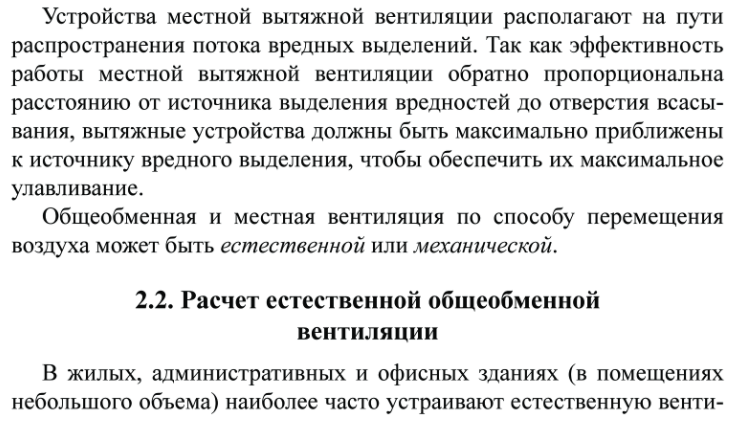 Устройства местной вытяжной вентиляции располагают на пути
распространения потока вредных выделений. Так как эффективность
работы местной вытяжной вентиляции обратно пропорциональна
расстоянию от источника выделения вредностей до отверстия всасы-
вания, вытяжные устройства должны быть максимально приближены
к источнику вредного выделения, чтобы обеспечить их максимальное
улавливание.
Общеобменная и местная вентиляция по способу перемещения
воздуха может быть естественной или механической.
2.2. Расчет естественной общеобменной
вентиляции
В жилых, административных и офисных зданиях (в помещениях
небольшого объема) наиболее часто устраивают естественную венти-